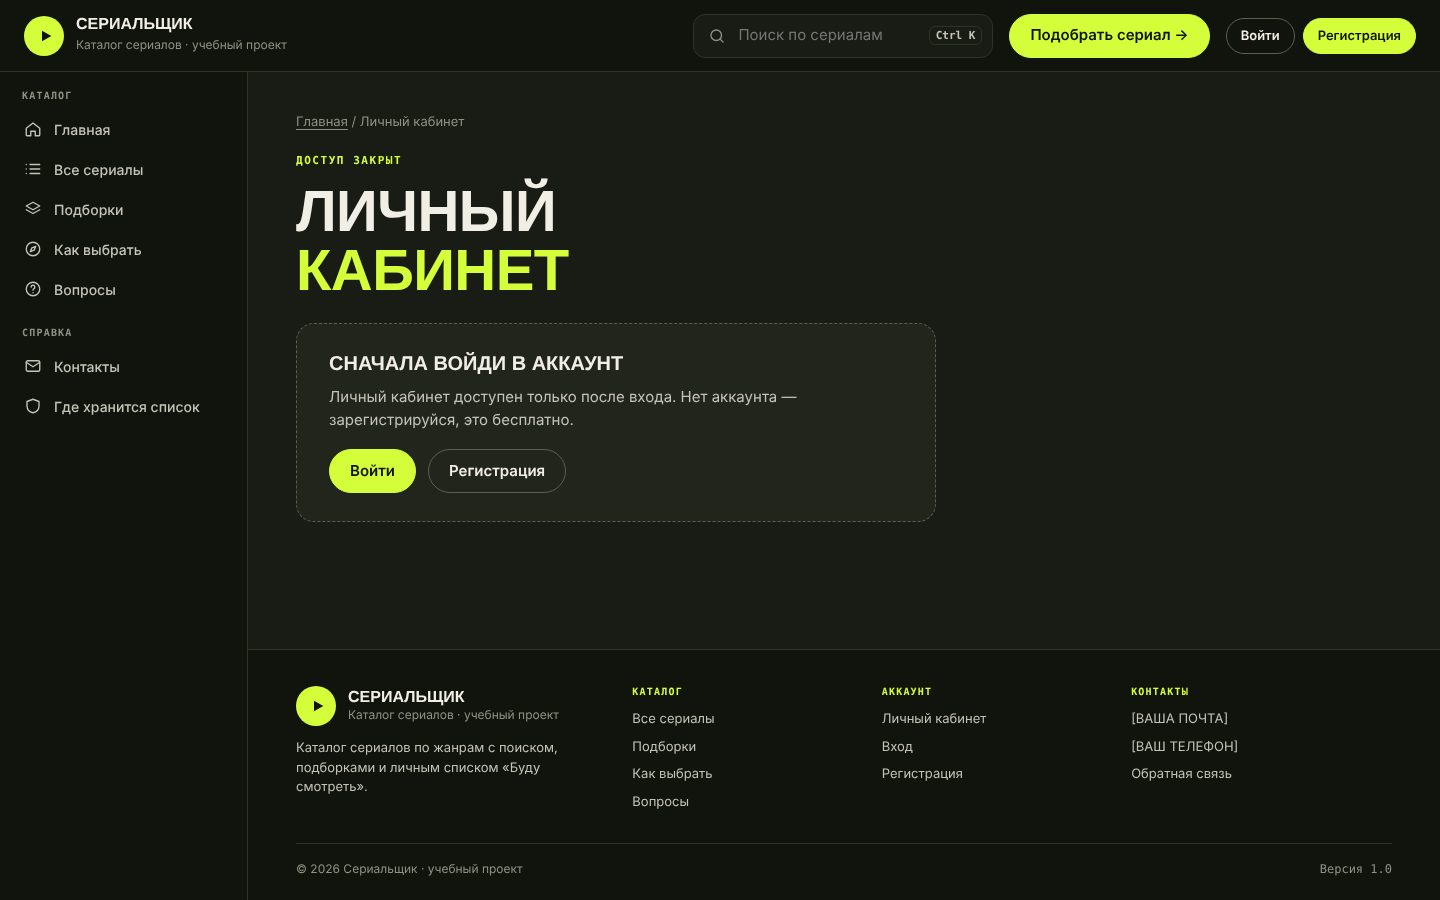 СЕРИАЛЬЩИК
Каталог сериалов · учебный проект
Поиск по сериалам
Ctrl K
Подобрать сериал →
Войти
Регистрация
КАТАЛОГ
Главная
Все сериалы
Подборки
Как выбрать
Вопросы
СПРАВКА
Контакты
Где хранится список
Главная / Личный кабинет
ДОСТУП ЗАКРЫТ
ЛИЧНЫЙ
КАБИНЕТ
СНАЧАЛА ВОЙДИ В АККАУНТ
Личный кабинет доступен только после входа. Нет аккаунта —
зарегистрируйся, это бесплатно.
Войти
Регистрация
СЕРИАЛЬЩИК
Каталог сериалов · учебный проект
Каталог сериалов по жанрам с поиском,
подборками и личным списком «Буду
смотреть».
КАТАЛОГ
Все сериалы
Подборки
Как выбрать
Вопросы
АККАУНТ
Личный кабинет
Вход
Регистрация
КОНТАКТЫ
[ВАША ПОЧТА]
[ВАШ ТЕЛЕФОН]
Обратная связь
© 2026 Сериальщик · учебный проект
Версия 1.0